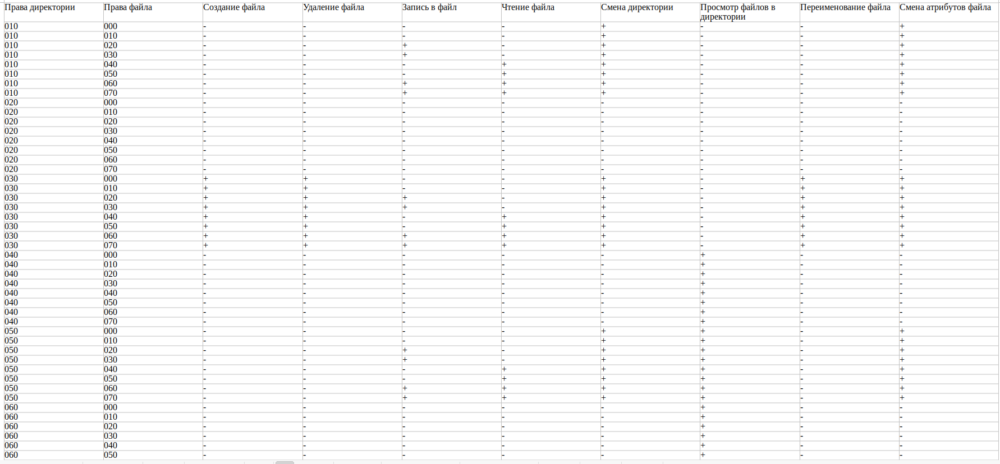 Права директории Права файла Создание файла Удаление файла Запись в файл Чтение файла Смена директории Просмотр файлов в директории Переименование файла Смена атрибутов файла
010 000 - - - - + - - +
010 010 - - - - + - - +
010 020 - - + - + - - +
010 030 - - + - + - - +
010 040 - - - + + - - +
010 050 - - - + + - - +
010 060 - - + + + - - +
010 070 - - + + + - - +
020 000 - - - - - - - -
020 010 - - - - - - - -
020 020 - - - - - - - -
020 030 - - - - - - - -
020 040 - - - - - - - -
020 050 - - - - - - - -
020 060 - - - - - - - -
020 070 - - - - - - - -
030 000 + + - - + - + +
030 010 + + - - + - + +
030 020 + + + - + - + +
030 030 + + + - + - + +
030 040 + + - + + - + +
030 050 + + - + + - + +
030 060 + + + + + - + +
030 070 + + + + + - + +
040 000 - - - - - + - -
040 010 - - - - - + - -
040 020 - - - - - + - -
040 030 - - - - - + - -
040 040 - - - - - + - -
040 050 - - - - - + - -
040 060 - - - - - + - -
040 070 - - - - - + - -
050 000 - - - - + + - +
050 010 - - - - + + - +
050 020 - - + - + + - +
050 030 - - + - + + - +
050 040 - - - + + + - +
050 050 - - - + + + - +
050 060 - - + + + + - +
050 070 - - + + + + - +
060 000 - - - - - + - -
060 010 - - - - - + - -
060 020 - - - - - + - -
060 030 - - - - - + - -
060 040 - - - - - + - -
060 050 - - - - - + - -